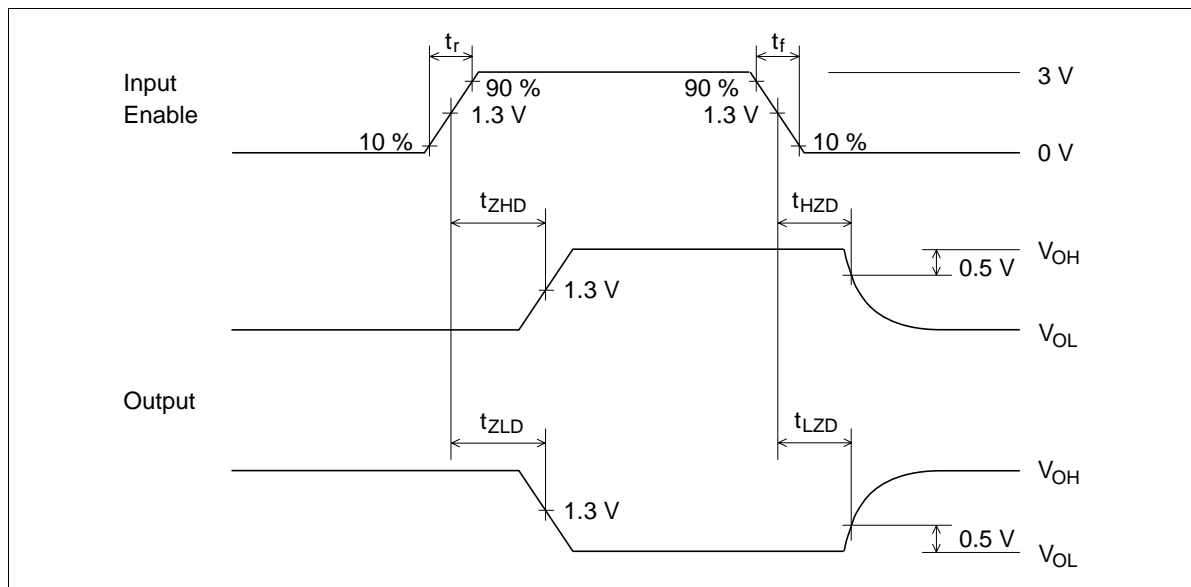 tr
tf
Input
Enable
90 %
90 %
3 V
1.3 V
1.3 V
10 %
10 %
0 V
tZHD
tHZD
VOH
0.5 V
1.3 V
VOL
Output
tZLD
tLZD
VOH
1.3 V
0.5 V
VOL